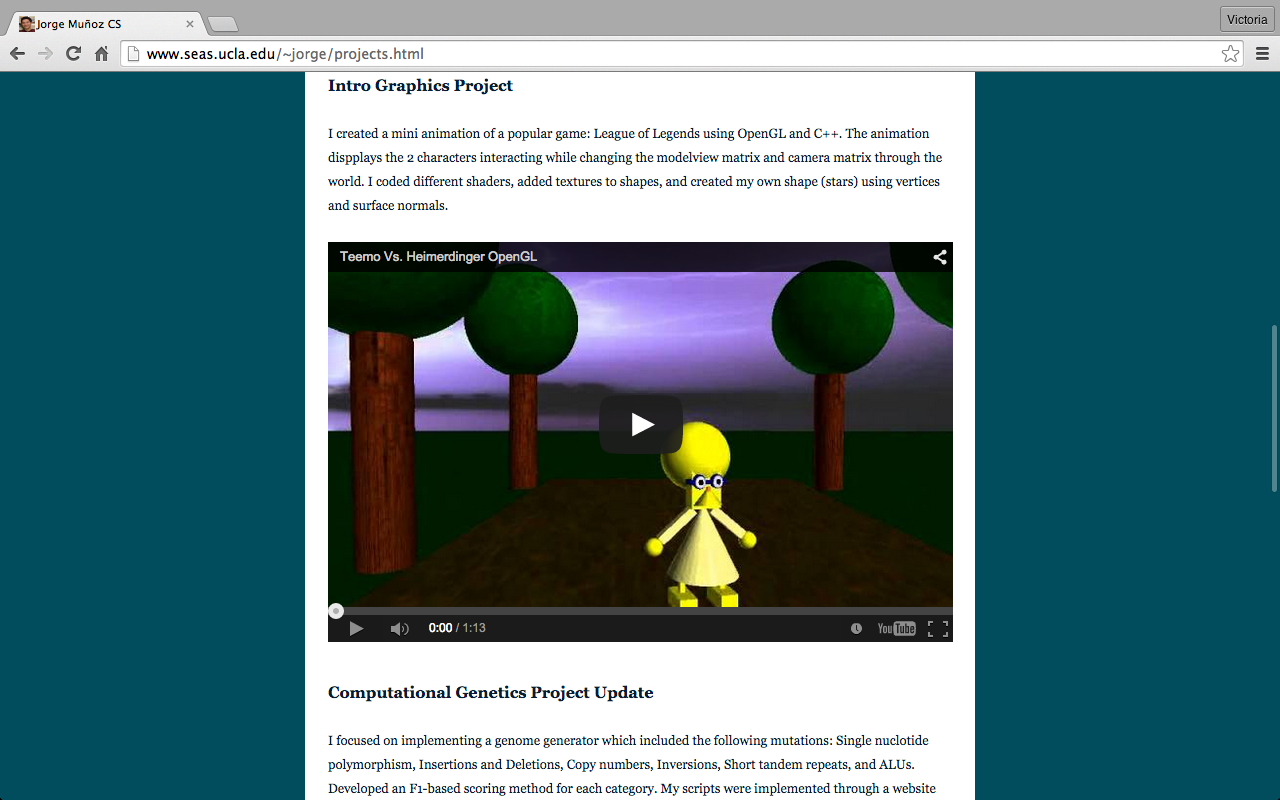 Jorge Muñoz CS
Victoria
www.seas.ucla.edu/~jorge/projects.html
Intro Graphics Project
I created a mini animation of a popular game: League of Legends using OpenGL and C++. The animation
dispplays the 2 characters interacting while changing the modelview matrix and camera matrix through the
world. I coded different shaders, added textures to shapes, and created my own shape (stars) using vertices
and surface normals.
Teemo Vs. Heimerdinger OpenGL
0:00 / 1:13
YouTube
Computational Genetics Project Update
I focused on implementing a genome generator which included the following mutations: Single nuclotide
polymorphism, Insertions and Deletions, Copy numbers, Inversions, Short tandem repeats, and ALUs.
Developed an F1-based scoring method for each category. My scripts were implemented through a website